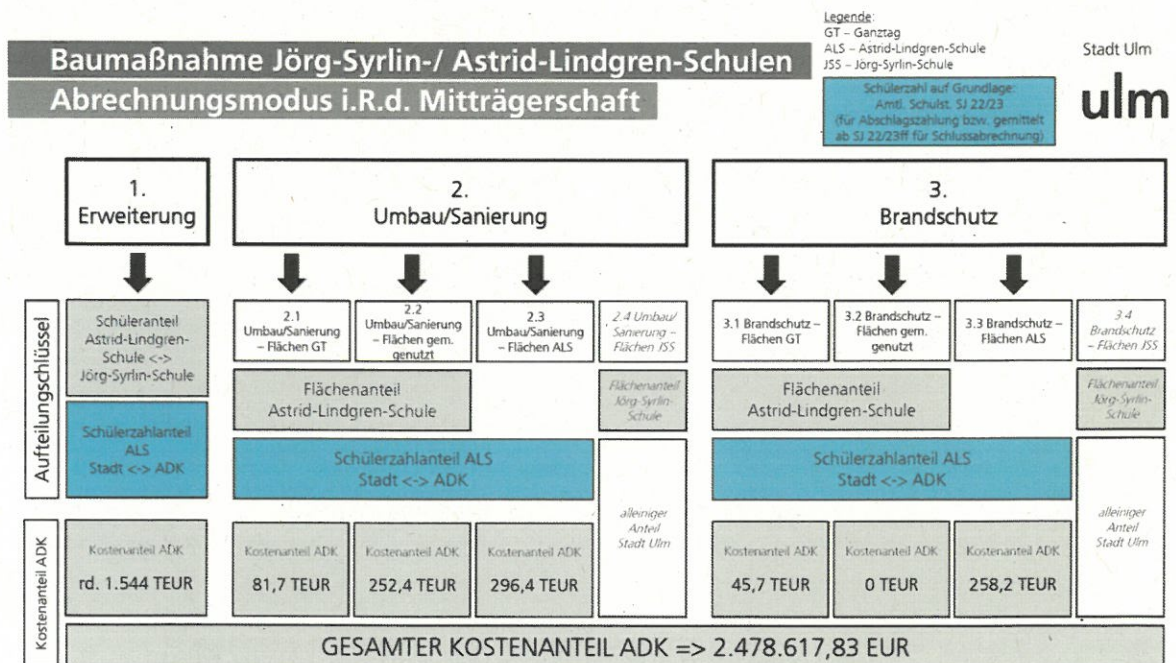 Legende:
GT – Ganztag
ALS – Astrid-Lindgren-Schule
JSS – Jörg-Syrlin-Schule
Baumaßnahme Jörg-Syrlin-/ Astrid-Lindgren-Schulen
Abrechnungsmodus i.R.d. Mitträgerschaft
Schülerzahl auf Grundlage:
Amtl. Schulst. SJ 22/23
(für Abschlagszahlung bzw. gemittelt
ab SJ 22/23ff für Schlussabrechnung)
Stadt Ulm
ulm
1.
Erweiterung
2.
Umbau/Sanierung
3.
Brandschutz
Aufteilungschlüssel
Schüleranteil
Astrid-Lindgren-
Schule <->
Jörg-Syrlin-Schule
Schülerzahlanteil
ALS
Stadt <-> ADK
2.1
Umbau/Sanierung
– Flächen GT
2.2
Umbau/Sanierung
– Flächen gem.
genutzt
2.3
Umbau/Sanierung
– Flächen ALS
2.4 Umbau/
Sanierung –
Flächen JSS
Flächenanteil
Astrid-Lindgren-Schule
Flächenanteil
Jörg-Syrlin-
Schule
Schülerzahlanteil ALS
Stadt <-> ADK
alleiniger
Anteil
Stadt Ulm
3.1 Brandschutz –
Flächen GT
3.2 Brandschutz –
Flächen gem.
genutzt
3.3 Brandschutz –
Flächen ALS
3.4
Brandschutz
– Flächen JSS
Flächenanteil
Astrid-Lindgren-Schule
Flächenanteil
Jörg-Syrlin-
Schule
Schülerzahlanteil ALS
Stadt <-> ADK
alleiniger
Anteil
Stadt Ulm
Kostenanteil ADK
Kostenanteil ADK
rd. 1.544 TEUR
Kostenanteil ADK
81,7 TEUR
Kostenanteil ADK
252,4 TEUR
Kostenanteil ADK
296,4 TEUR
Kostenanteil ADK
45,7 TEUR
Kostenanteil ADK
0 TEUR
Kostenanteil ADK
258,2 TEUR
GESAMTER KOSTENANTEIL ADK => 2.478.617,83 EUR